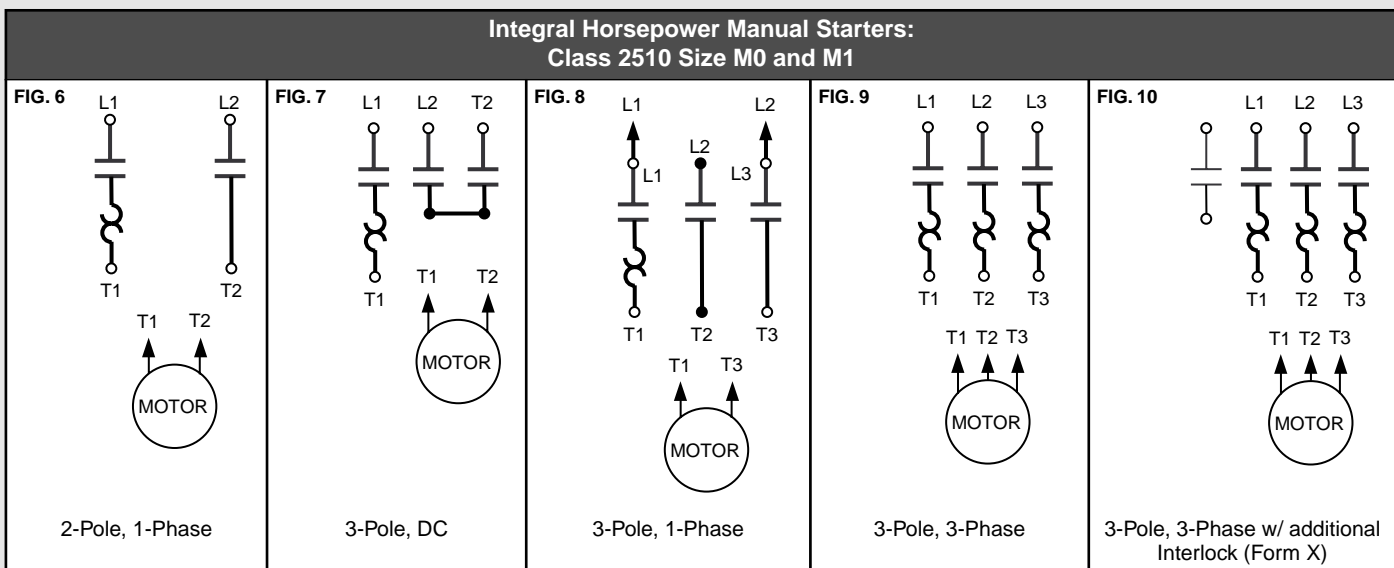 Integral Horsepower Manual Starters:
Class 2510 Size M0 and M1
FIG. 6
L1 L2
T1 T2
T1 T2
MOTOR
2-Pole, 1-Phase
FIG. 7
L1 L2 T2
T1
T1 T2
MOTOR
3-Pole, DC
FIG. 8
L1 L2
L2
L1 L3
T1 T2 T3
T1 T3
MOTOR
3-Pole, 1-Phase
FIG. 9
L1 L2 L3
T1 T2 T3
T1 T2 T3
MOTOR
3-Pole, 3-Phase
FIG. 10
L1 L2 L3
T1 T2 T3
T1 T2 T3
MOTOR
3-Pole, 3-Phase w/ additional
Interlock (Form X)